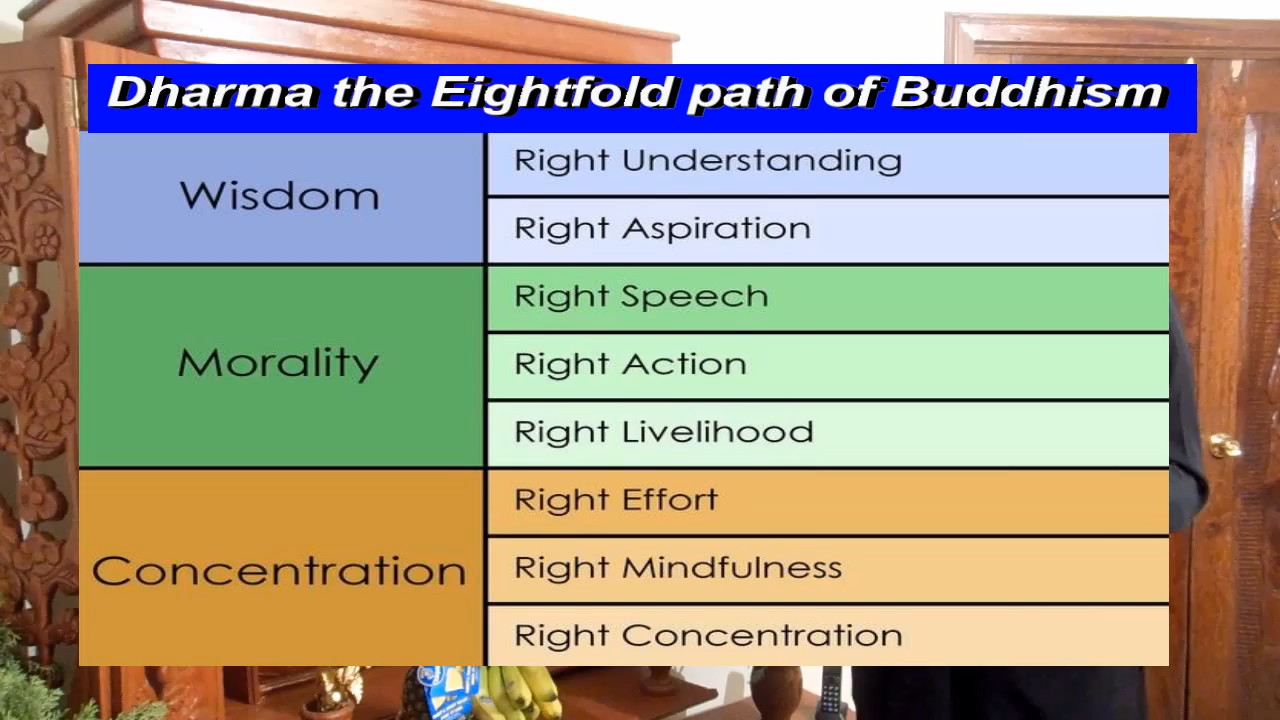 Dharma the Eightfold path of Buddhism
Wisdom
Right Understanding
Right Aspiration
Morality
Right Speech
Right Action
Right Livelihood
Concentration
Right Effort
Right Mindfulness
Right Concentration